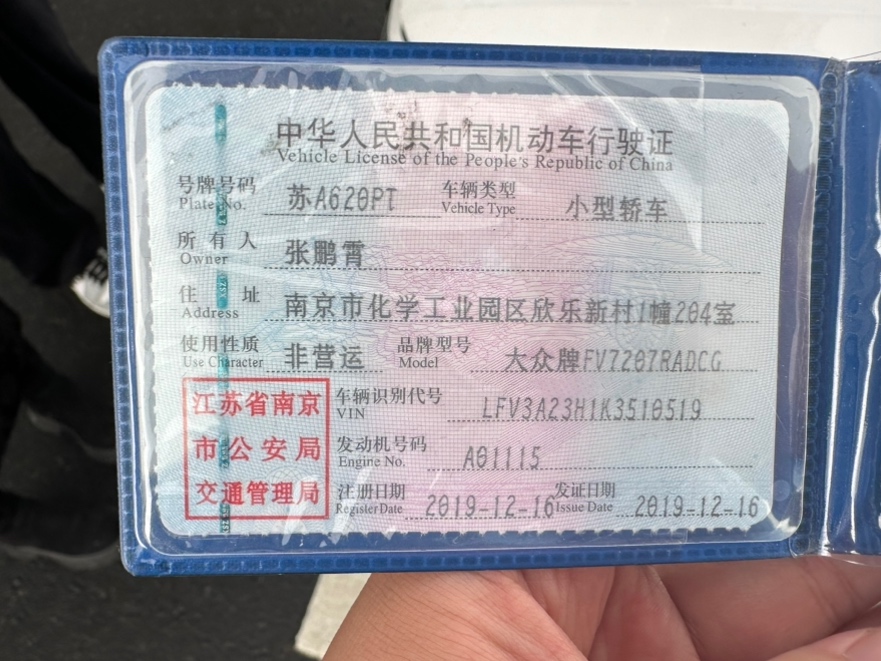 中华人民共和国机动车行驶证
Vehicle License of the People's Republic of China
号牌号码 苏A620PT 车辆类型 小型轿车
Plate No. Vehicle Type
所有人 张鹏霄
Owner
住址 南京市化学工业园区欣乐新村1幢204室
Address
使用性质 非营运 品牌型号 大众牌FV7207RADCG
Use Character Model
江苏省南京
市公安局
交通管理局
车辆识别代号 LFV3A23H1K3510519
VIN
发动机号码 A01115
Engine No.
注册日期 2019-12-16 发证日期 2019-12-16
Register Date Issue Date